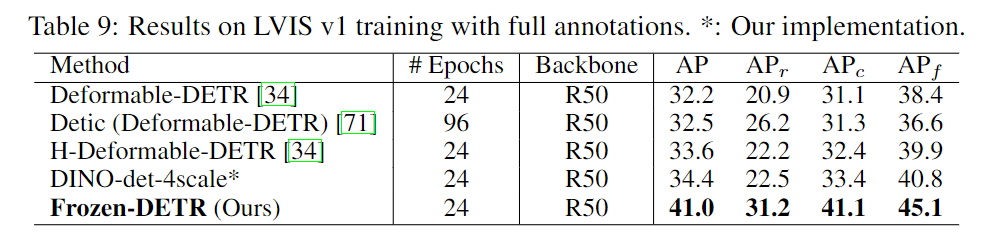 Table 9: Results on LVIS v1 training with full annotations. *: Our implementation.
Method # Epochs Backbone AP APr APc APf
Deformable-DETR [34] 24 R50 32.2 20.9 31.1 38.4
Detic (Deformable-DETR) [71] 96 R50 32.5 26.2 31.3 36.6
H-Deformable-DETR [34] 24 R50 33.6 22.2 32.4 39.9
DINO-det-4scale* 24 R50 34.4 22.5 33.4 40.8
Frozen-DETR (Ours) 24 R50 41.0 31.2 41.1 45.1